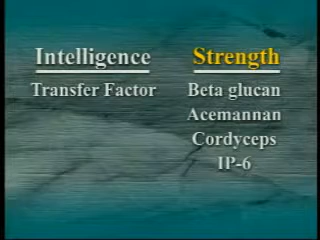 Intelligence Strength
Transfer Factor Beta glucan
Acemannan
Cordyceps
IP-6